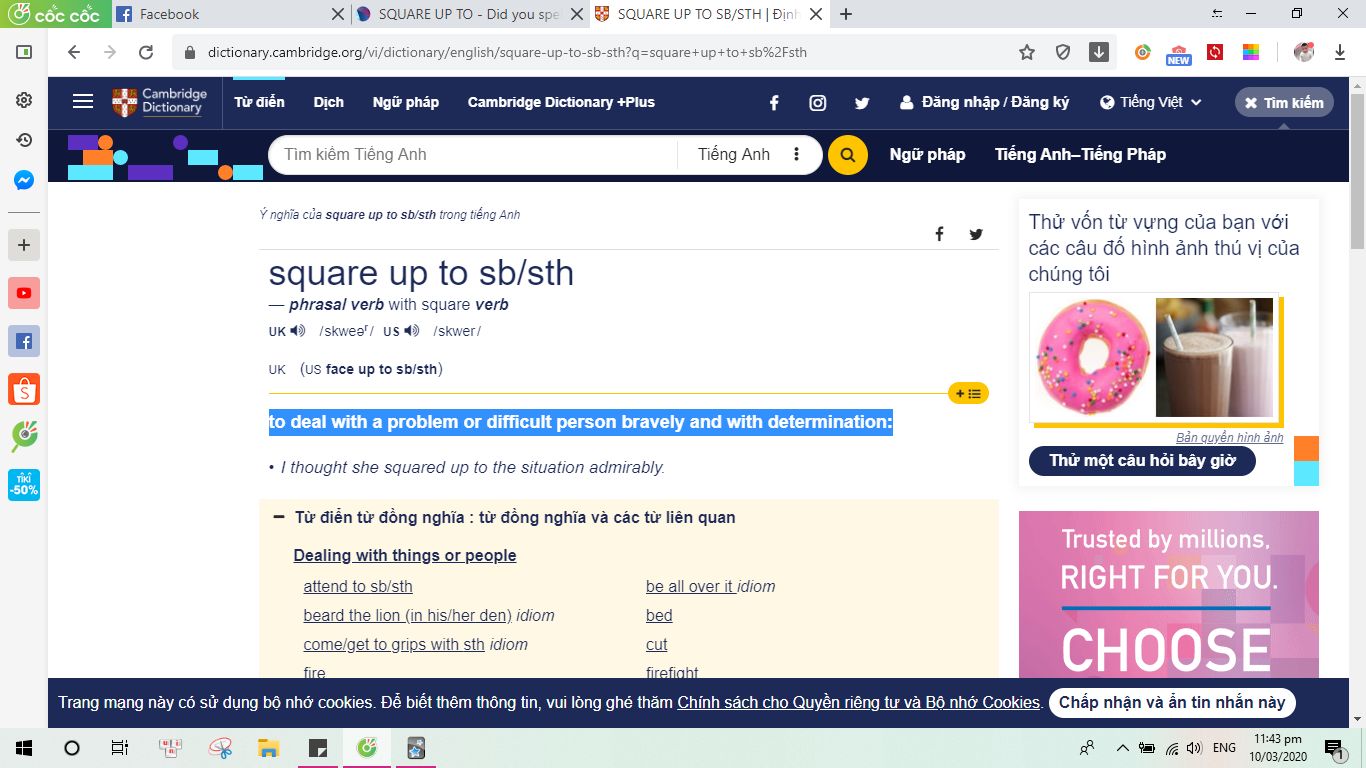 cốc cốc
Facebook
SQUARE UP TO - Did you spel
SQUARE UP TO SB/STH | Định
dictionary.cambridge.org/vi/dictionary/english/square-up-to-sb-sth?q=square+up+to+sb%2Fsth
NEW
Cambridge
Dictionary
Từ điển
Dịch
Ngữ pháp
Cambridge Dictionary +Plus
Đăng nhập / Đăng ký
Tiếng Việt
Tìm kiếm
Tìm kiếm Tiếng Anh
Tiếng Anh
Ngữ pháp
Tiếng Anh–Tiếng Pháp
Ý nghĩa của square up to sb/sth trong tiếng Anh
square up to sb/sth
— phrasal verb with square verb
UK /skweəʳ/ US /skwer/
UK (US face up to sb/sth)
to deal with a problem or difficult person bravely and with determination:
• I thought she squared up to the situation admirably.
Từ điển từ đồng nghĩa : từ đồng nghĩa và các từ liên quan
Dealing with things or people
attend to sb/sth
be all over it idiom
beard the lion (in his/her den) idiom
bed
come/get to grips with sth idiom
cut
fire
firefight
Thử vốn từ vựng của bạn với
các câu đố hình ảnh thú vị của
chúng tôi
Bản quyền hình ảnh
Thử một câu hỏi bây giờ
Trusted by millions,
RIGHT FOR YOU.
CHOOSE
TIKI
-50%
Trang mạng này có sử dụng bộ nhớ cookies. Để biết thêm thông tin, vui lòng ghé thăm Chính sách cho Quyền riêng tư và Bộ nhớ Cookies.
Chấp nhận và ẩn tin nhắn này
ENG
11:43 pm
10/03/2020
1